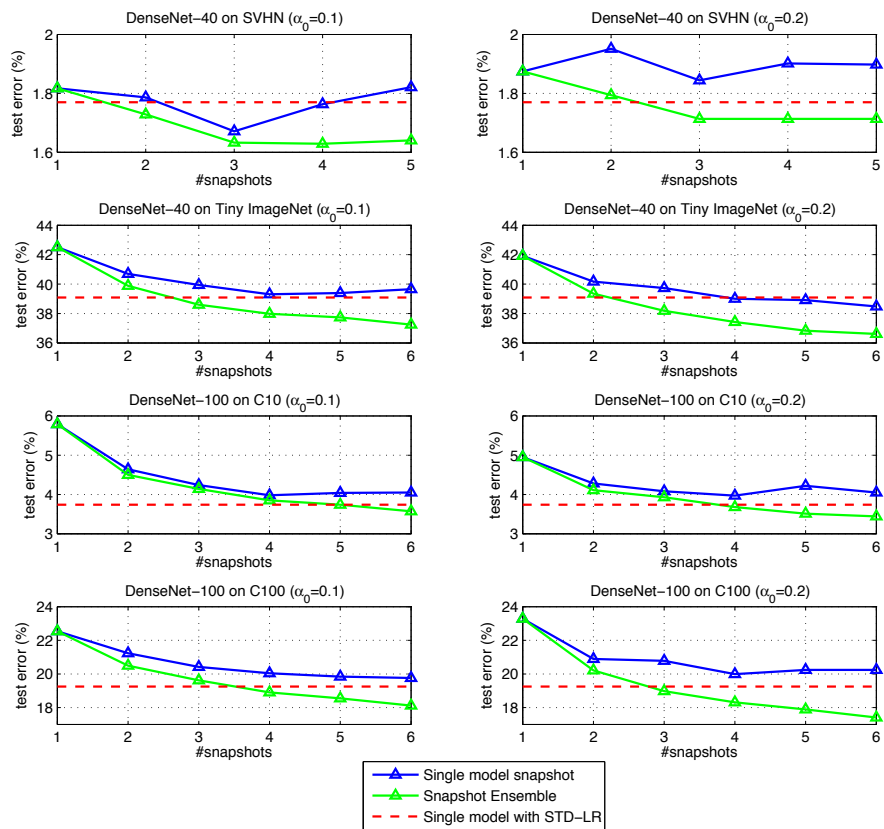 DenseNet−40 on SVHN (α0=0.1)
2
1.8
1.6
test error (%)
1 2 3 4 5
#snapshots
DenseNet−40 on SVHN (α0=0.2)
2
1.8
1.6
test error (%)
1 2 3 4 5
#snapshots
DenseNet−40 on Tiny ImageNet (α0=0.1)
44
42
40
38
36
test error (%)
1 2 3 4 5 6
#snapshots
DenseNet−40 on Tiny ImageNet (α0=0.2)
44
42
40
38
36
test error (%)
1 2 3 4 5 6
#snapshots
DenseNet−100 on C10 (α0=0.1)
6
5
4
3
test error (%)
1 2 3 4 5 6
#snapshots
DenseNet−100 on C10 (α0=0.2)
6
5
4
3
test error (%)
1 2 3 4 5 6
#snapshots
DenseNet−100 on C100 (α0=0.1)
24
22
20
18
test error (%)
1 2 3 4 5 6
#snapshots
DenseNet−100 on C100 (α0=0.2)
24
22
20
18
test error (%)
1 2 3 4 5 6
#snapshots
Single model snapshot
Snapshot Ensemble
Single model with STD−LR